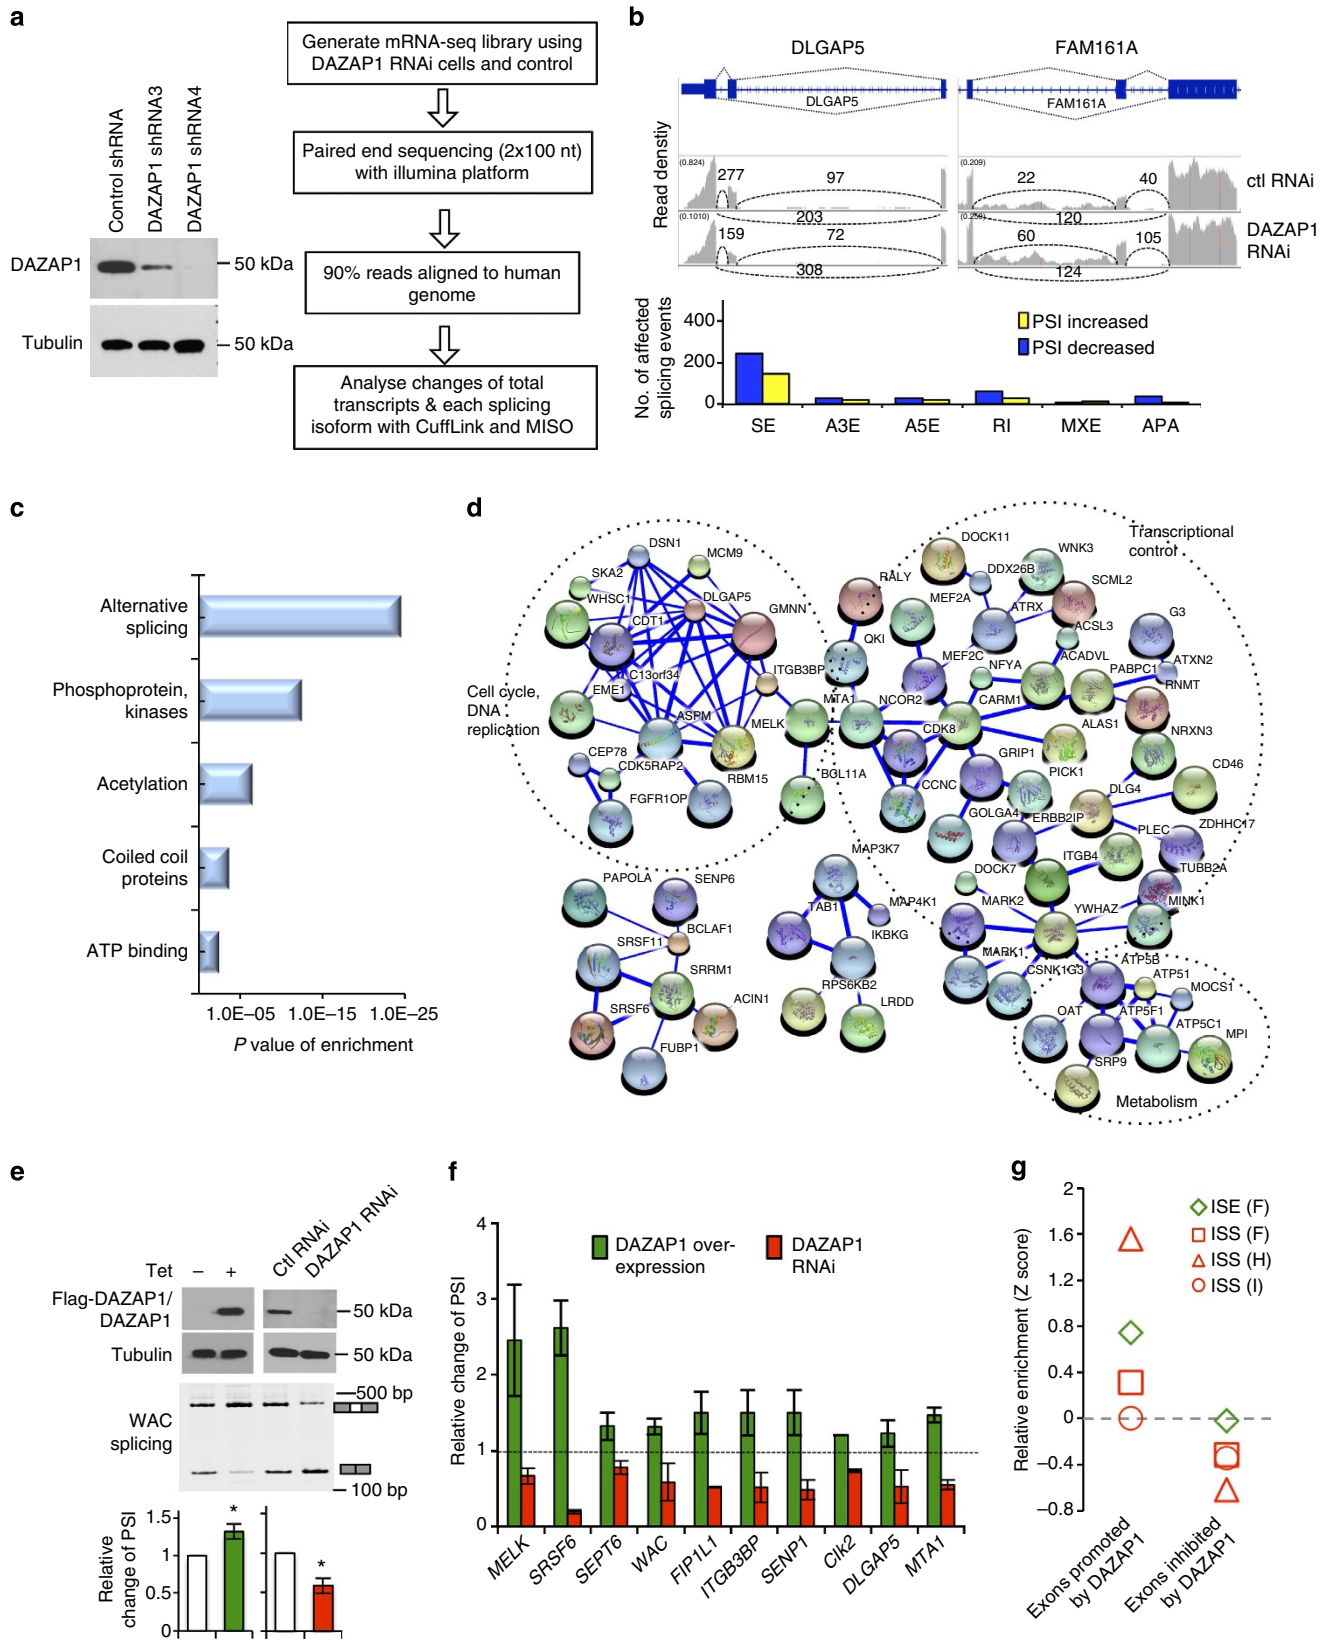 a
Control shRNA
DAZAP1 shRNA3
DAZAP1 shRNA4
DAZAP1
50 kDa
Tubulin
50 kDa
Generate mRNA-seq library using
DAZAP1 RNAi cells and control
Paired end sequencing (2x100 nt)
with illumina platform
90% reads aligned to human
genome
Analyse changes of total
transcripts & each splicing
isoform with CuffLink and MISO
b
DLGAP5
FAM161A
DLGAP5
FAM161A
Read denstiy
(0.824)
277
97
203
(0.209)
22
40
120
ctl RNAi
(0.1010)
159
72
308
60
105
124
DAZAP1
RNAi
No. of affected
splicing events
400
200
0
PSI increased
PSI decreased
SE
A3E
A5E
RI
MXE
APA
c
Alternative
splicing
Phosphoprotein,
kinases
Acetylation
Coiled coil
proteins
ATP binding
1.0E–05
1.0E–15
1.0E–25
P value of enrichment
d
Cell cycle,
DNA
replication
Transcriptional
control
Metabolism
DSN1
MCM9
SKA2
WHSC1
DLGAP5
GMNN
CDT1
C13orf34
ITGB3BP
EME1
ASPM
MELK
CEP78
CDK5RAP2
RBM15
FGFR1OP
BCL11A
DOCK11
WNK3
DDX26B
SCML2
RALY
MEF2A
ATRX
ACSL3
G3
QKI
MEF2C
NFYA
ACADVL
PABPC1
ATXN2
RNMT
MTA1
NCOR2
CARM1
ALAS1
CDK8
NRXN3
GRIP1
PICK1
CD46
CCNC
DLG4
GOLGA4
ERBB2IP
PLEC
ZDHHC17
ITGB4
TUBB2A
DOCK7
MARK2
YWHAZ
MINK1
MARK1
CSNK1G3
ATP5B
ATP51
MOCS1
OAT
ATP5F1
ATP5C1
MPI
SRP9
PAPOLA
SENP6
BCLAF1
SRSF11
SRRM1
SRSF6
ACIN1
FUBP1
MAP3K7
TAB1
MAP4K1
IKBKG
RPS6KB2
LRDD
e
Tet
–
+
Ctl RNAi
DAZAP1 RNAi
Flag-DAZAP1/
DAZAP1
50 kDa
Tubulin
50 kDa
WAC
splicing
500 bp
100 bp
Relative
change of PSI
1.5
1
0.5
0
*
*
f
Relative change of PSI
4
3
2
1
0
DAZAP1 over-
expression
DAZAP1
RNAi
MELK
SRSF6
SEPT6
WAC
FIP1L1
ITGB3BP
SENP1
Clk2
DLGAP5
MTA1
g
Relative enrichment (Z score)
2
1.6
1.2
0.8
0.4
0
–0.4
–0.8
ISE (F)
ISS (F)
ISS (H)
ISS (I)
Exons promoted
by DAZAP1
Exons inhibited
by DAZAP1